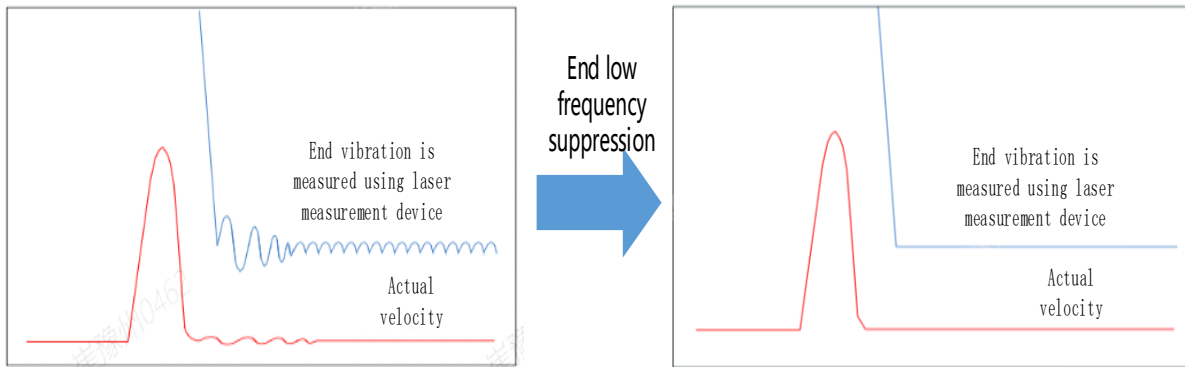 End vibration is
measured using laser
measurement device
Actual
velocity
End low
frequency
suppression
End vibration is
measured using laser
measurement device
Actual
velocity